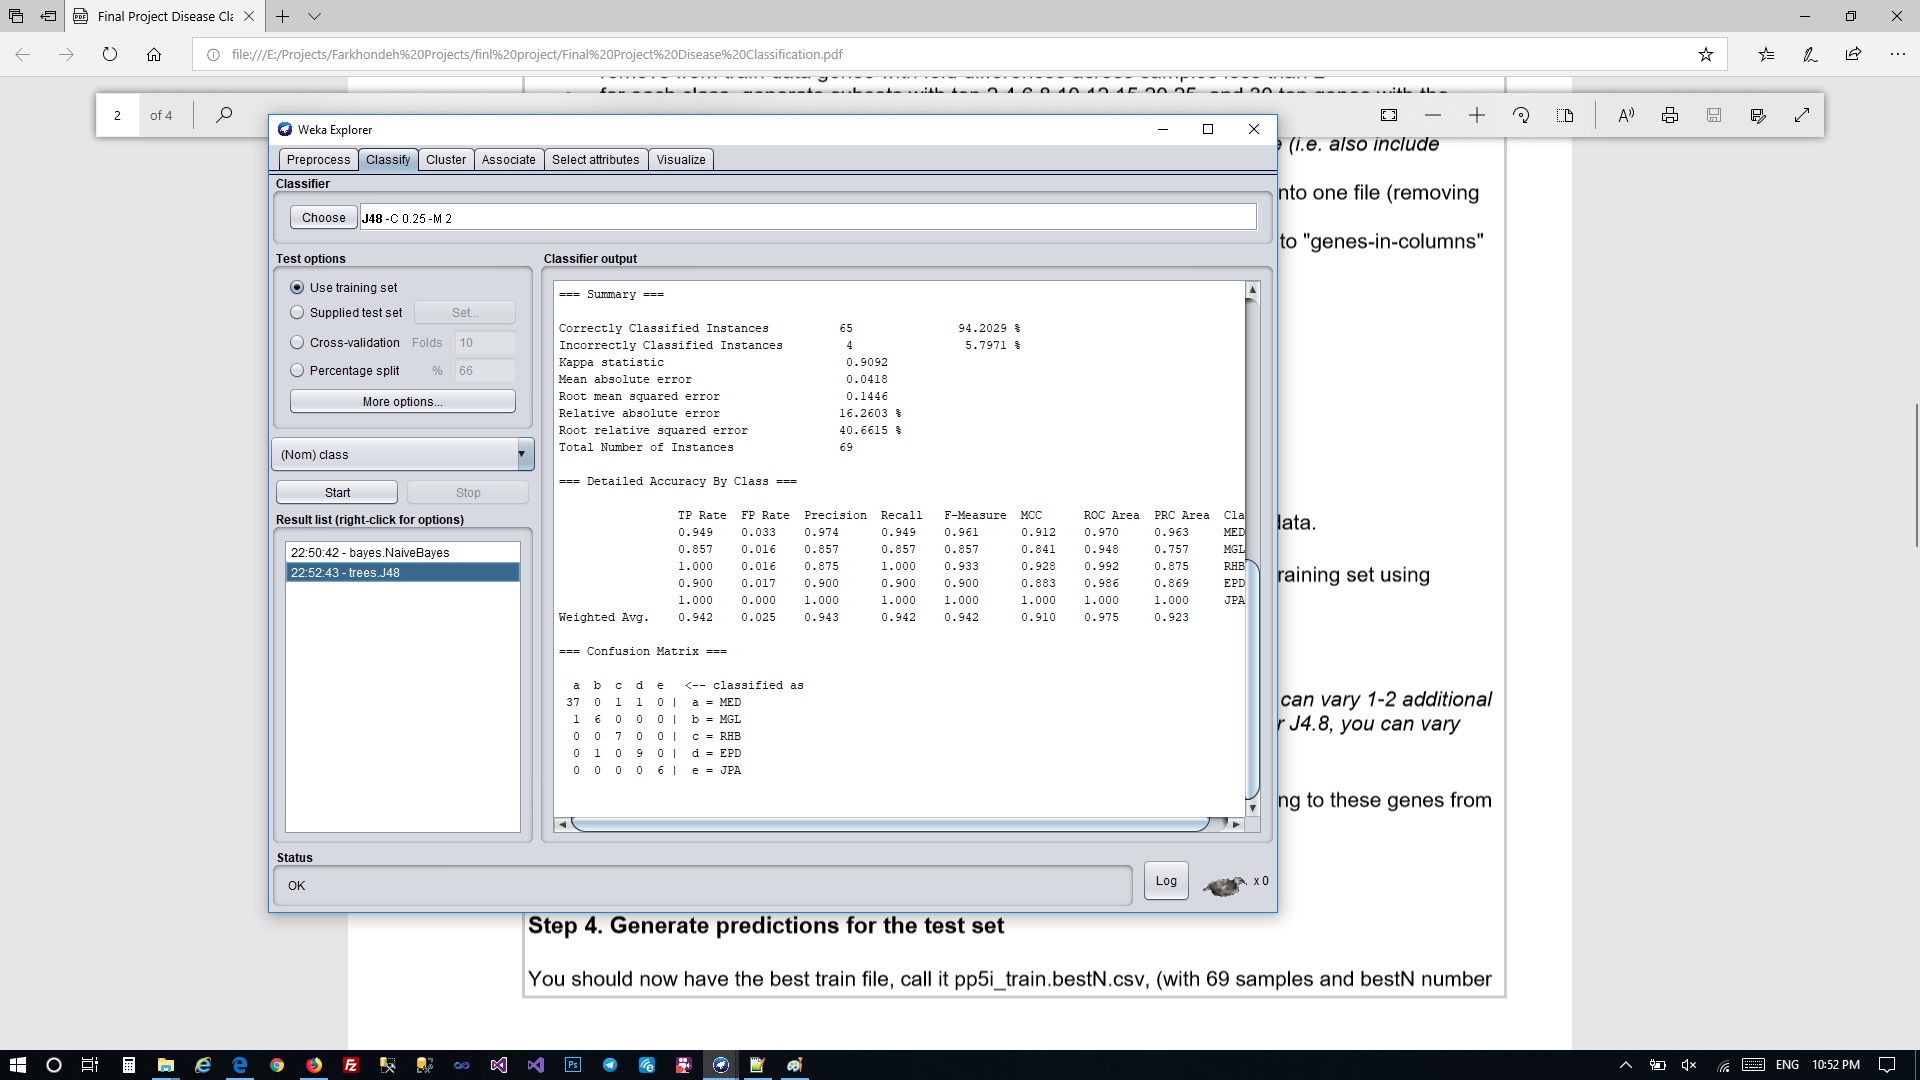 Final Project Disease Cla
file:///E:/Projects/Farkhondeh%20Projects/finl%20project/Final%20Project%20Disease%20Classification.pdf
2 of 4
Weka Explorer
Preprocess Classify Cluster Associate Select attributes Visualize
Classifier
Choose J48 -C 0.25 -M 2
Test options
Use training set
Supplied test set Set...
Cross-validation Folds 10
Percentage split % 66
More options...
(Nom) class
Start Stop
Result list (right-click for options)
22:50:42 - bayes.NaiveBayes
22:52:43 - trees.J48
Classifier output
=== Summary ===
Correctly Classified Instances 65 94.2029 %
Incorrectly Classified Instances 4 5.7971 %
Kappa statistic 0.9092
Mean absolute error 0.0418
Root mean squared error 0.1446
Relative absolute error 16.2603 %
Root relative squared error 40.6615 %
Total Number of Instances 69
=== Detailed Accuracy By Class ===
TP Rate FP Rate Precision Recall F-Measure MCC ROC Area PRC Area Cla
0.949 0.033 0.974 0.949 0.961 0.912 0.970 0.963 MED
0.857 0.016 0.857 0.857 0.857 0.841 0.948 0.757 MGL
1.000 0.016 0.875 1.000 0.933 0.928 0.992 0.875 RHB
0.900 0.017 0.900 0.900 0.900 0.883 0.986 0.869 EPD
1.000 0.000 1.000 1.000 1.000 1.000 1.000 1.000 JPA
Weighted Avg. 0.942 0.025 0.943 0.942 0.942 0.910 0.975 0.923
=== Confusion Matrix ===
a b c d e <-- classified as
37 0 1 1 0 | a = MED
1 6 0 0 0 | b = MGL
0 0 7 0 0 | c = RHB
0 1 0 9 0 | d = EPD
0 0 0 0 6 | e = JPA
Status
OK
Log
x 0
(i.e. also include
nto one file (removing
to "genes-in-columns"
data.
raining set using
can vary 1-2 additional
r J4.8, you can vary
ng to these genes from
Step 4. Generate predictions for the test set
You should now have the best train file, call it pp5i_train.bestN.csv, (with 69 samples and bestN number
ENG 10:52 PM